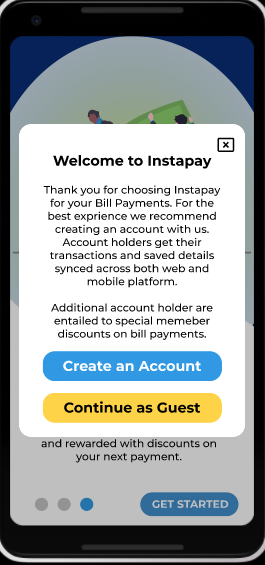 Welcome to Instapay
Thank you for choosing Instapay
for your Bill Payments. For the
best exprience we recommend
creating an account with us.
Account holders get their
transactions and saved details
synced across both web and
mobile platform.
Additional account holder are
entailed to special memeber
discounts on bill payments.
Create an Account
Continue as Guest
and rewarded with discounts on
your next payment.
GET STARTED